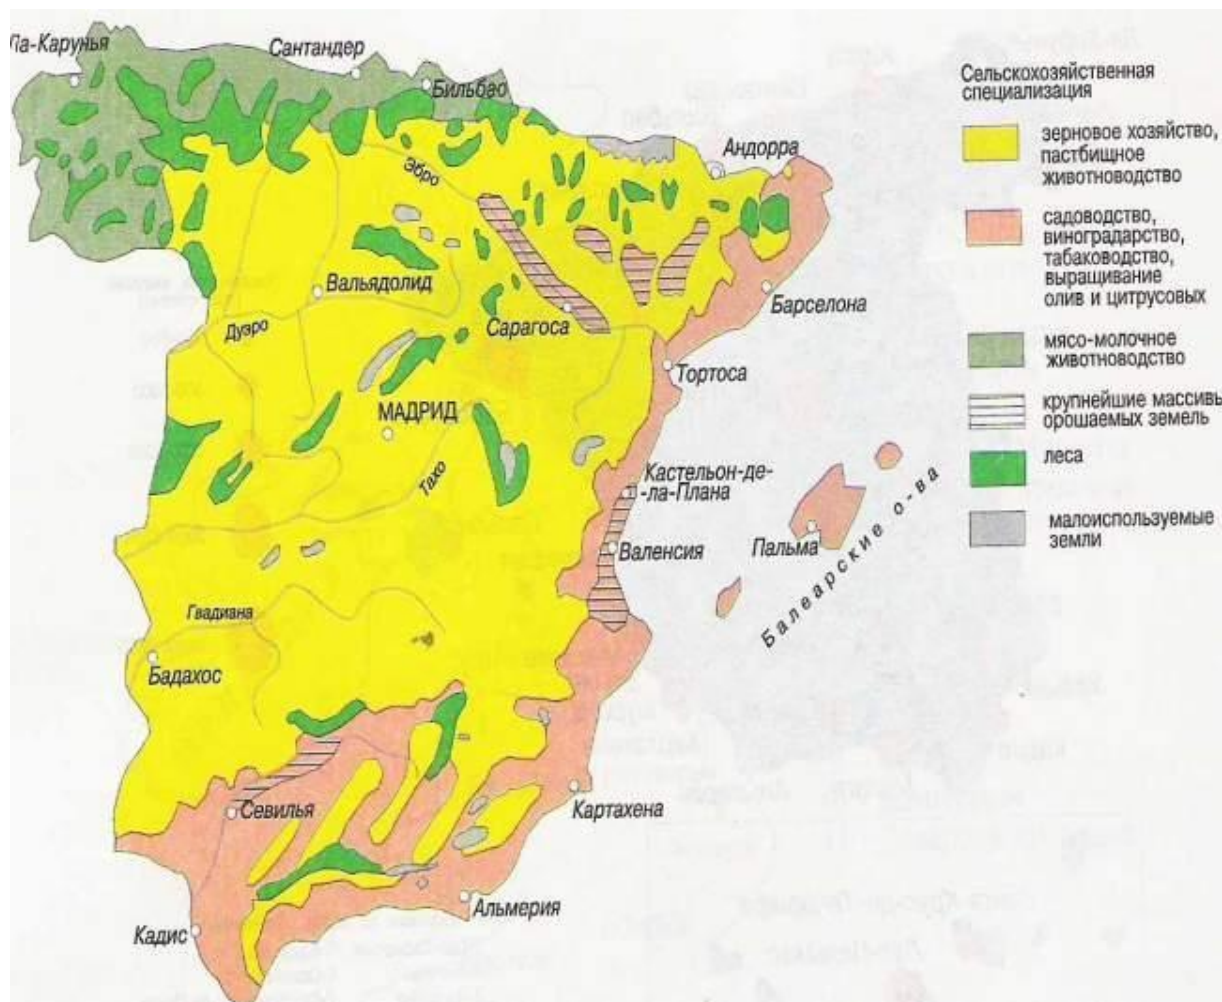 Ла-Карунья
Сантандер
Бильбао
Андорра
Эбро
Вальядолид
Дуэро
Сарагоса
Барселона
Тортоса
МАДРИД
Тахо
Кастельон-де-
-ла-Плана
Валенсия
Пальма
Балеарские о-ва
Гвадиана
Бадахос
Севилья
Картахена
Альмерия
Кадис
Сельскохозяйственная
специализация
зерновое хозяйство,
пастбищное
животноводство
садоводство,
виноградарство,
табаководство,
выращивание
олив и цитрусовых
мясо-молочное
животноводство
крупнейшие массивы
орошаемых земель
леса
малоиспользуемые
земли